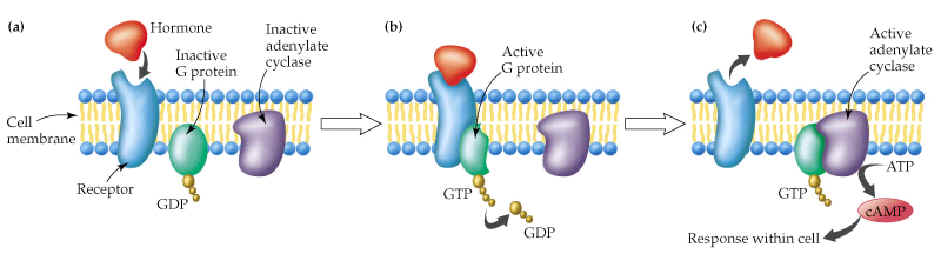 (a)
Hormone
Inactive
G protein
Inactive
adenylate
cyclase
Cell
membrane
Receptor
GDP
(b)
Active
G protein
GTP
GDP
(c)
Active
adenylate
cyclase
ATP
GTP
cAMP
Response within cell